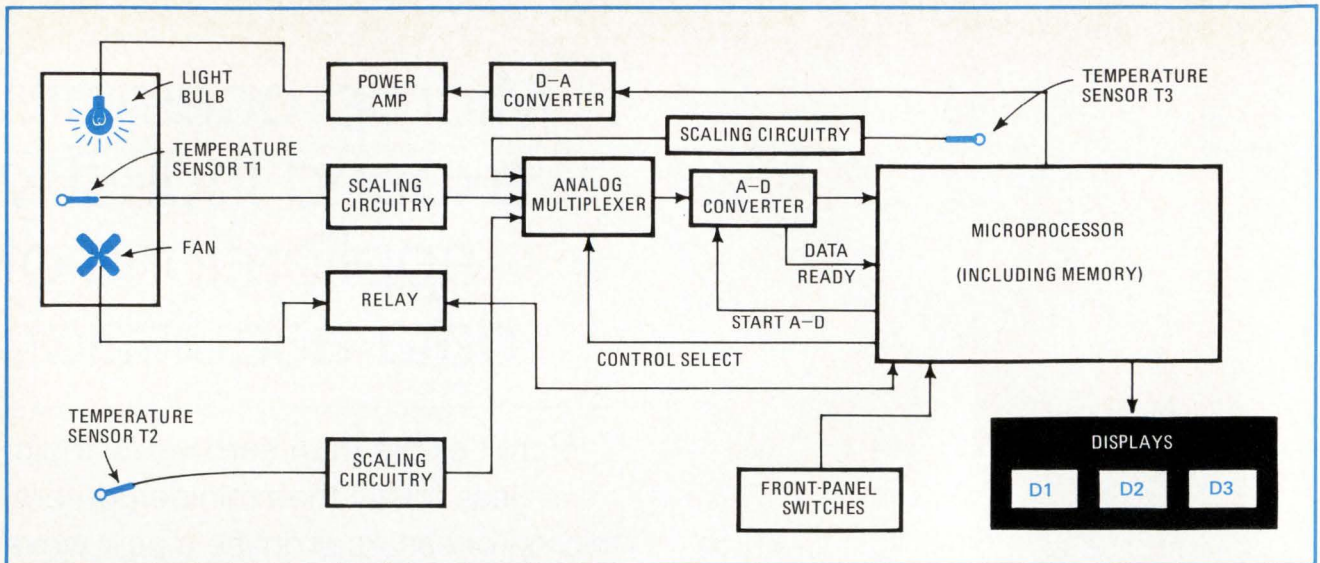 LIGHT
BULB
POWER
AMP
D–A
CONVERTER
TEMPERATURE
SENSOR T3
SCALING CIRCUITRY
TEMPERATURE
SENSOR T1
SCALING
CIRCUITRY
ANALOG
MULTIPLEXER
A–D
CONVERTER
MICROPROCESSOR
(INCLUDING MEMORY)
FAN
DATA
READY
RELAY
START A–D
CONTROL SELECT
TEMPERATURE
SENSOR T2
SCALING
CIRCUITRY
FRONT-PANEL
SWITCHES
DISPLAYS
D1
D2
D3